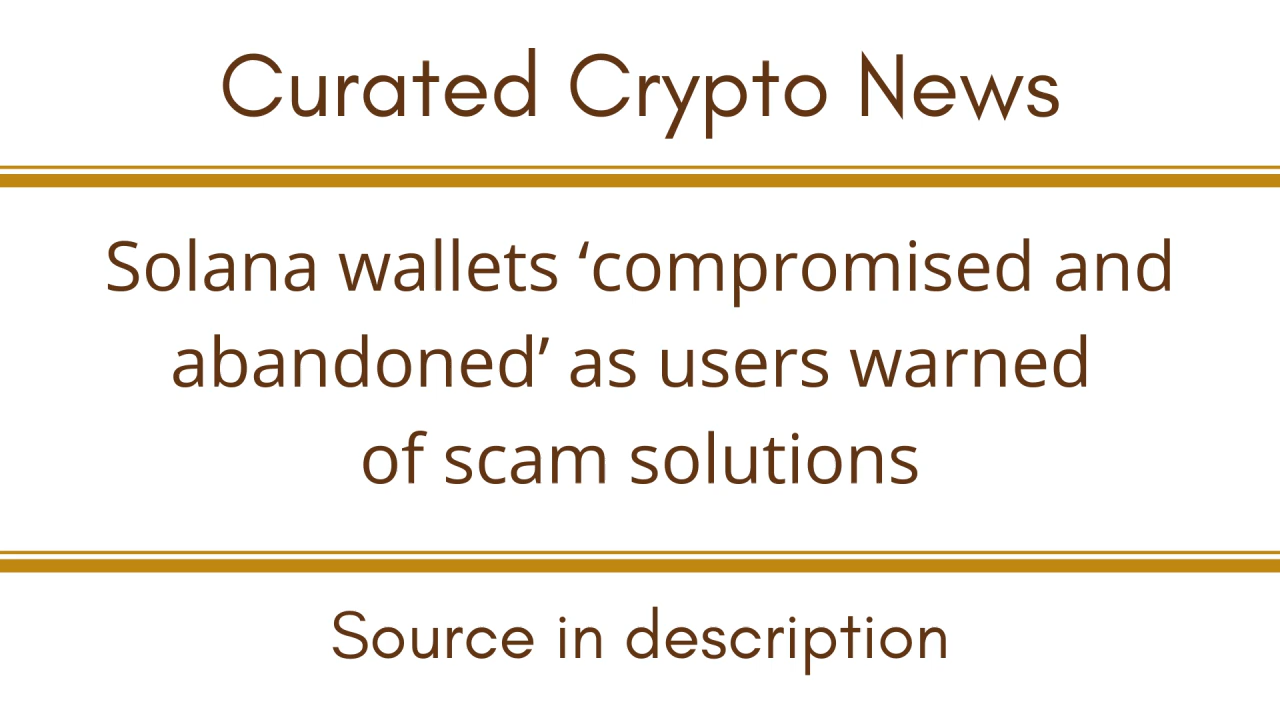 Curated Crypto News
Solana wallets ‘compromised and
abandoned’ as users warned
of scam solutions
Source in description